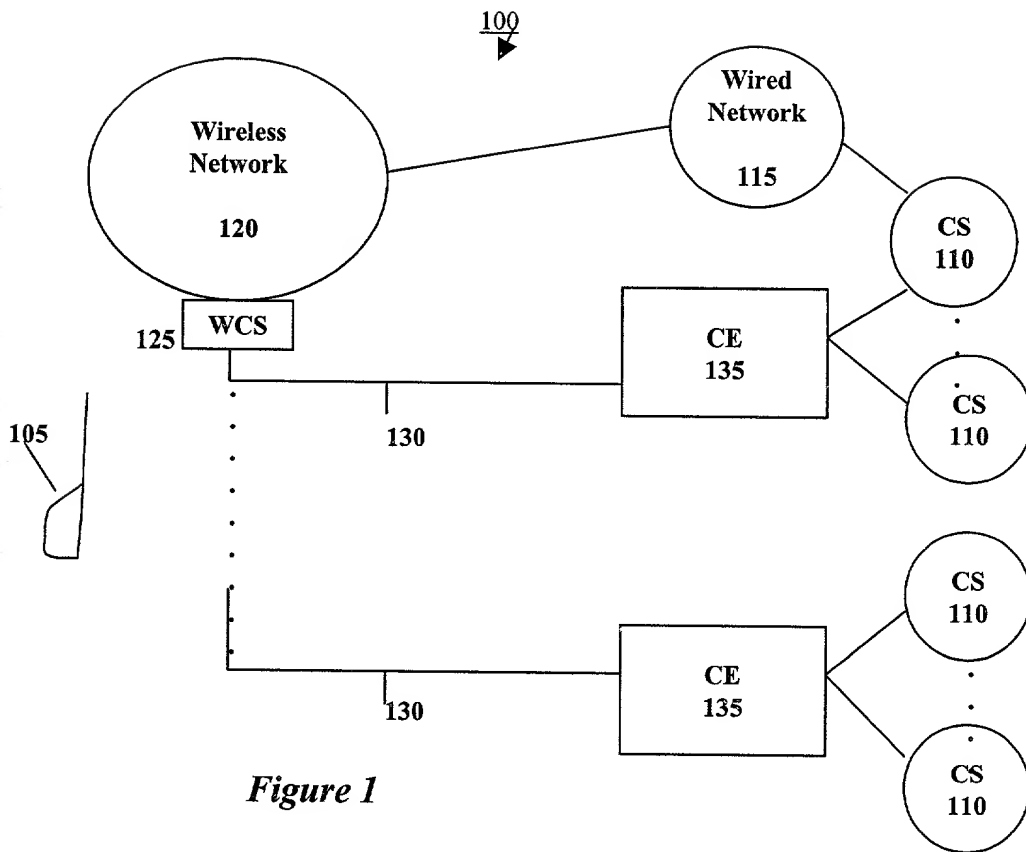 100
Wireless
Network
120
Wired
Network
115
CS
110
WCS
125
CE
135
CS
110
130
105
CS
110
CE
135
130
CS
110
Figure 1